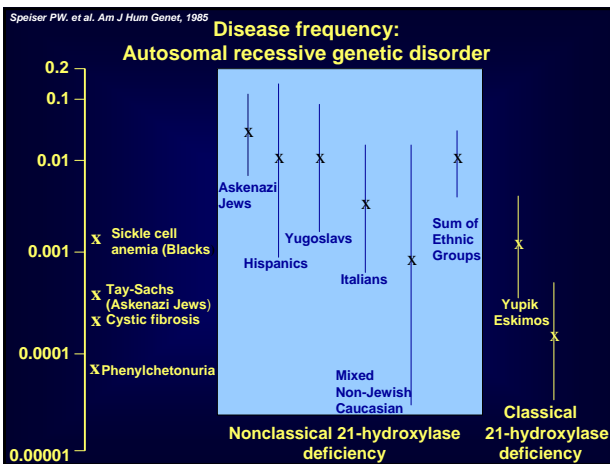 Speiser PW. et al. Am J Hum Genet, 1985
Disease frequency:
Autosomal recessive genetic disorder
0.2
0.1
0.01
0.001
0.0001
0.00001
x Sickle cell
anemia (Blacks
x Tay-Sachs
(Askenazi Jews)
x Cystic fibrosis
x Phenylchetonuria
x
Askenazi
Jews
x
Hispanics
x
Yugoslavs
x
Italians
x
Mixed
Non-Jewish
Caucasian
x
Sum of
Ethnic
Groups
Nonclassical 21-hydroxylase
deficiency
x
Yupik
Eskimos
x
Classical
21-hydroxylase
deficiency